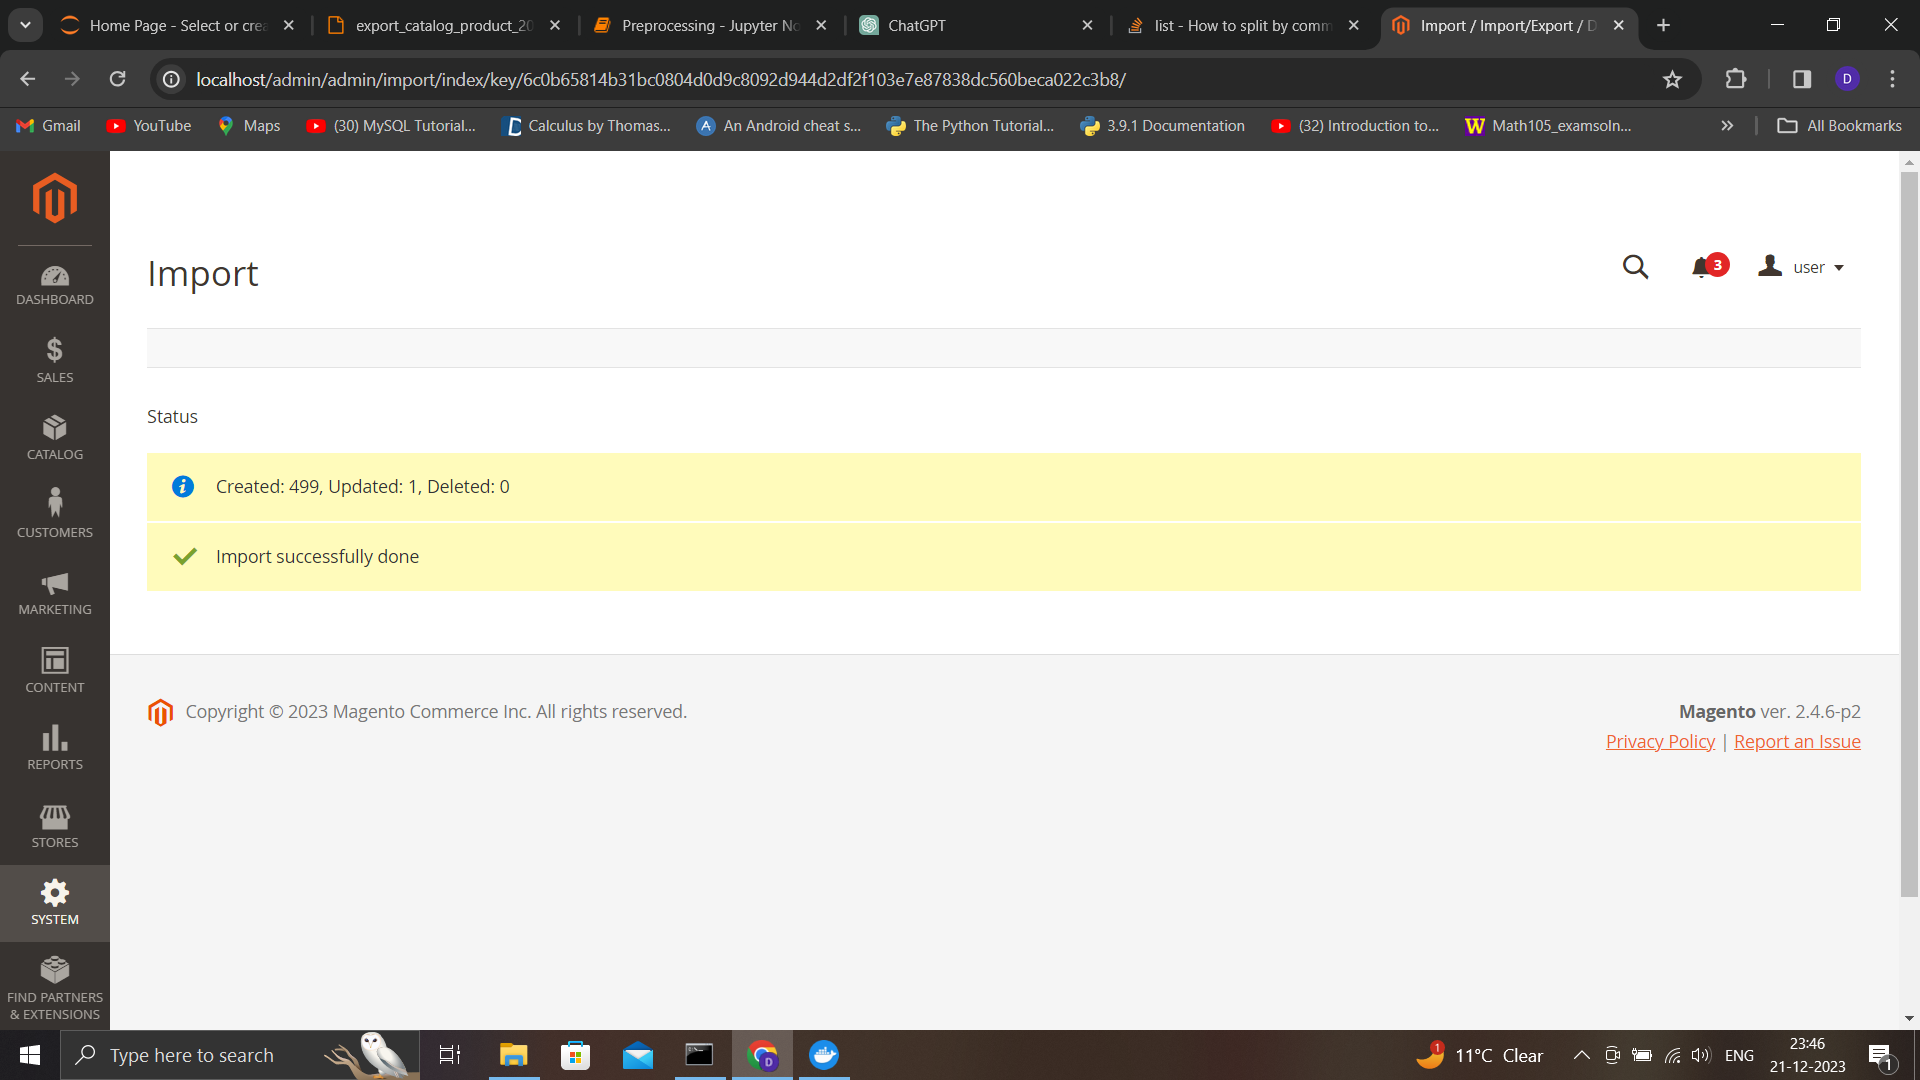 Home Page - Select or crea
export_catalog_product_20
Preprocessing - Jupyter No
ChatGPT
list - How to split by comm
Import / Import/Export / D
localhost/admin/admin/import/index/key/6c0b65814b31bc0804d0d9c8092d944d2df2f103e7e87838dc560beca022c3b8/
D
Gmail
YouTube
Maps
(30) MySQL Tutorial...
Calculus by Thomas...
An Android cheat s...
The Python Tutorial...
3.9.1 Documentation
(32) Introduction to...
Math105_examsoln...
All Bookmarks
DASHBOARD
SALES
CATALOG
CUSTOMERS
MARKETING
CONTENT
REPORTS
STORES
SYSTEM
FIND PARTNERS
& EXTENSIONS
Import
3
user
Status
Created: 499, Updated: 1, Deleted: 0
Import successfully done
Copyright © 2023 Magento Commerce Inc. All rights reserved.
Magento ver. 2.4.6-p2
Privacy Policy | Report an Issue
Type here to search
D
1
11°C Clear
ENG
23:46
21-12-2023
1